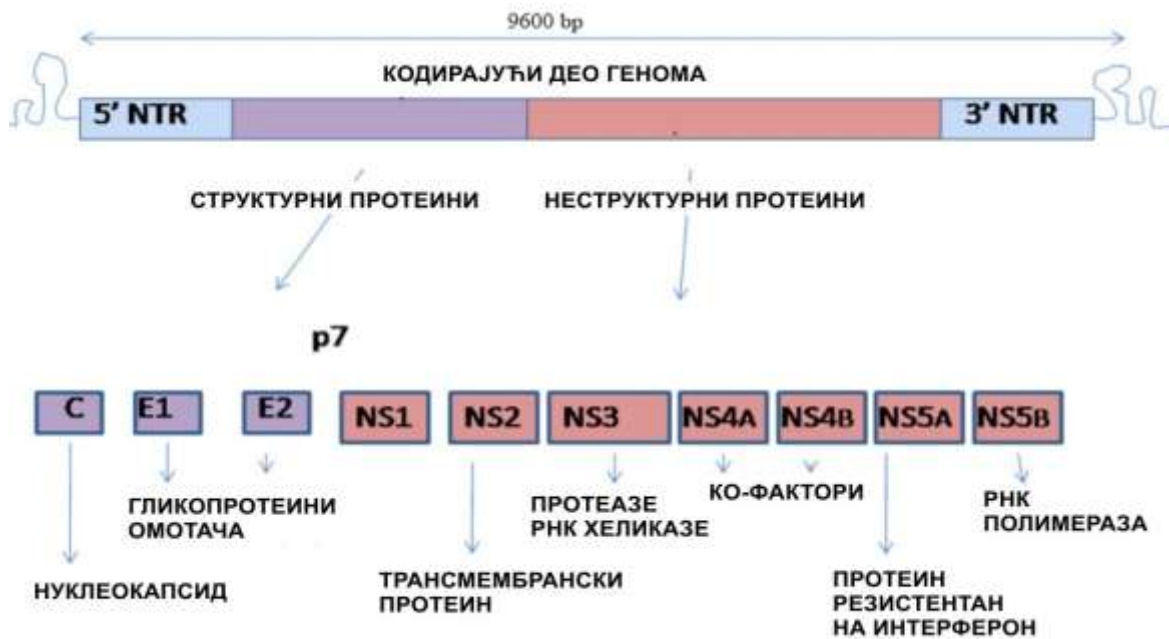 9600 bp
КОДИРАЈУЋИ ДЕО ГЕНОМА
5' NTR
3' NTR
СТРУКТУРНИ ПРОТЕИНИ
НЕСТРУКТУРНИ ПРОТЕИНИ
p7
C
E1
E2
NS1
NS2
NS3
NS4A
NS4B
NS5A
NS5B
ГЛИКОПРОТЕИНИ
ОМОТАЧА
ПРОТЕАЗЕ
РНК ХЕЛИКАЗЕ
КО-ФАКТОРИ
РНК
ПОЛИМЕРАЗА
НУКЛЕОКАПСИД
ТРАНСМЕМБРАНСКИ
ПРОТЕИН
ПРОТЕИН
РЕЗИСТЕНТАН
НА ИНТЕРФЕРОН